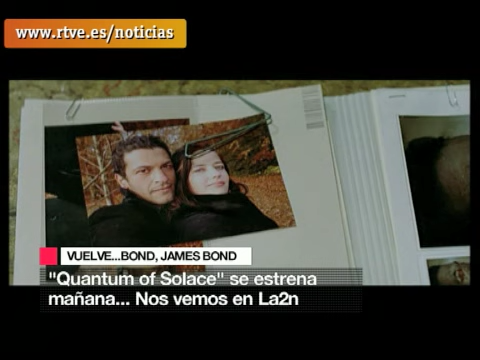 www.rtve.es/noticias
VUELVE...BOND, JAMES BOND
"Quantum of Solace" se estrena
mañana... Nos vemos en La2n